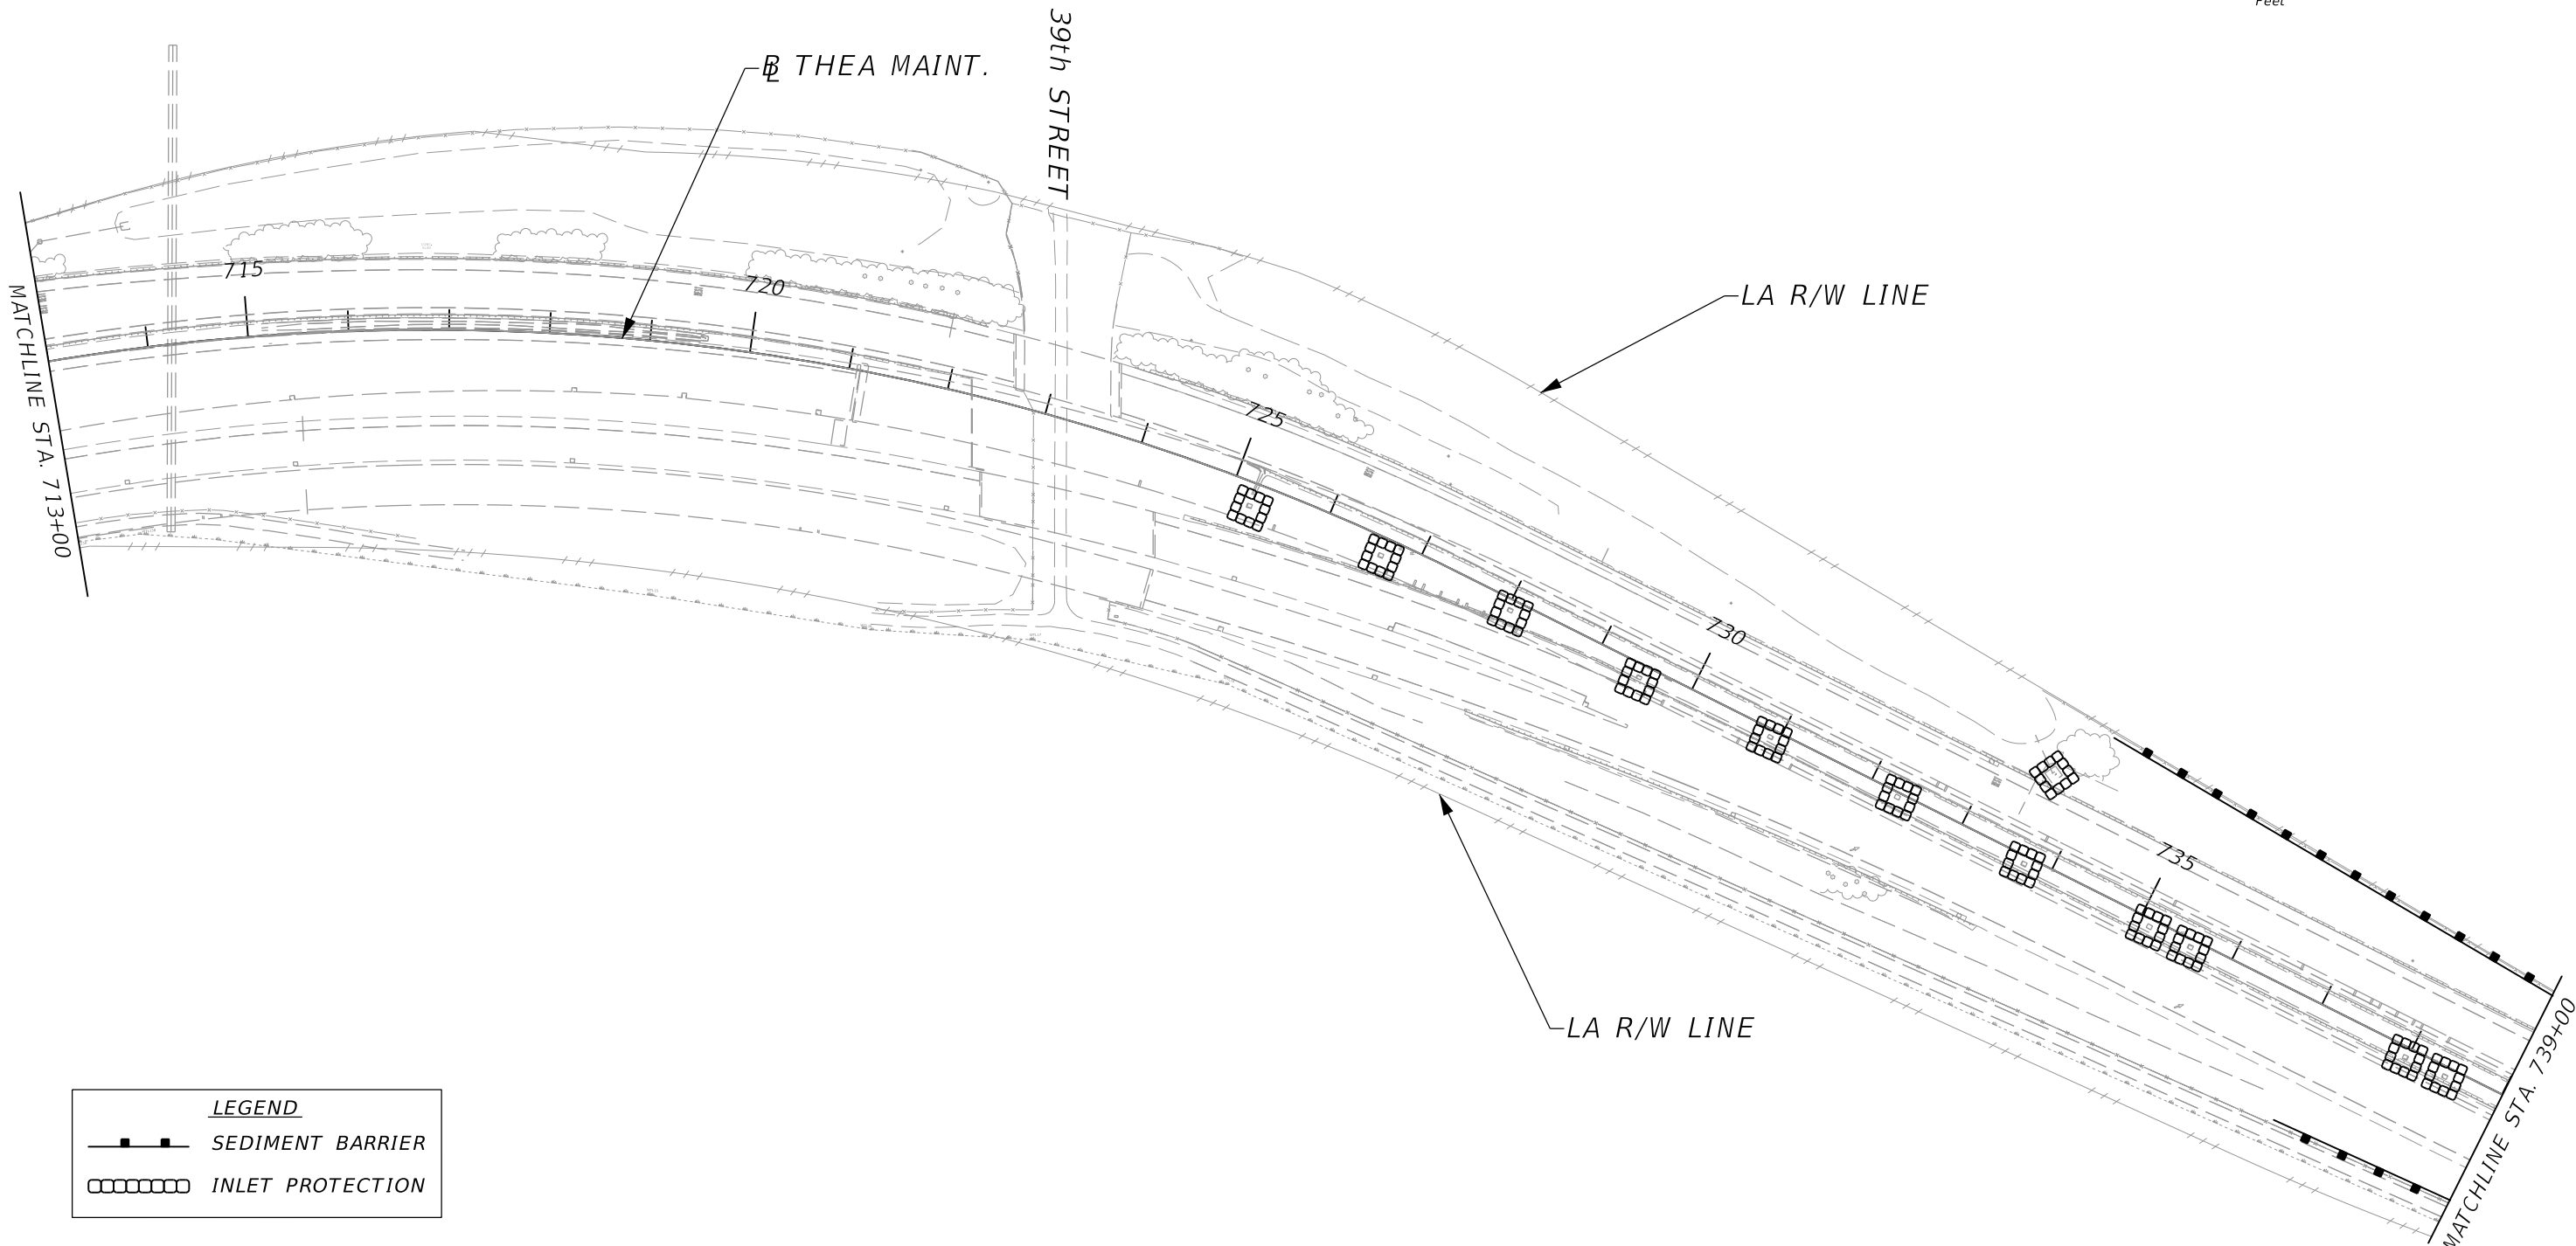 Feet
39th STREET
BL THEA MAINT.
715
720
MATCHLINE STA. 713+00
LA R/W LINE
725
730
735
LA R/W LINE
MATCHLINE STA. 739+00
LEGEND
SEDIMENT BARRIER
INLET PROTECTION